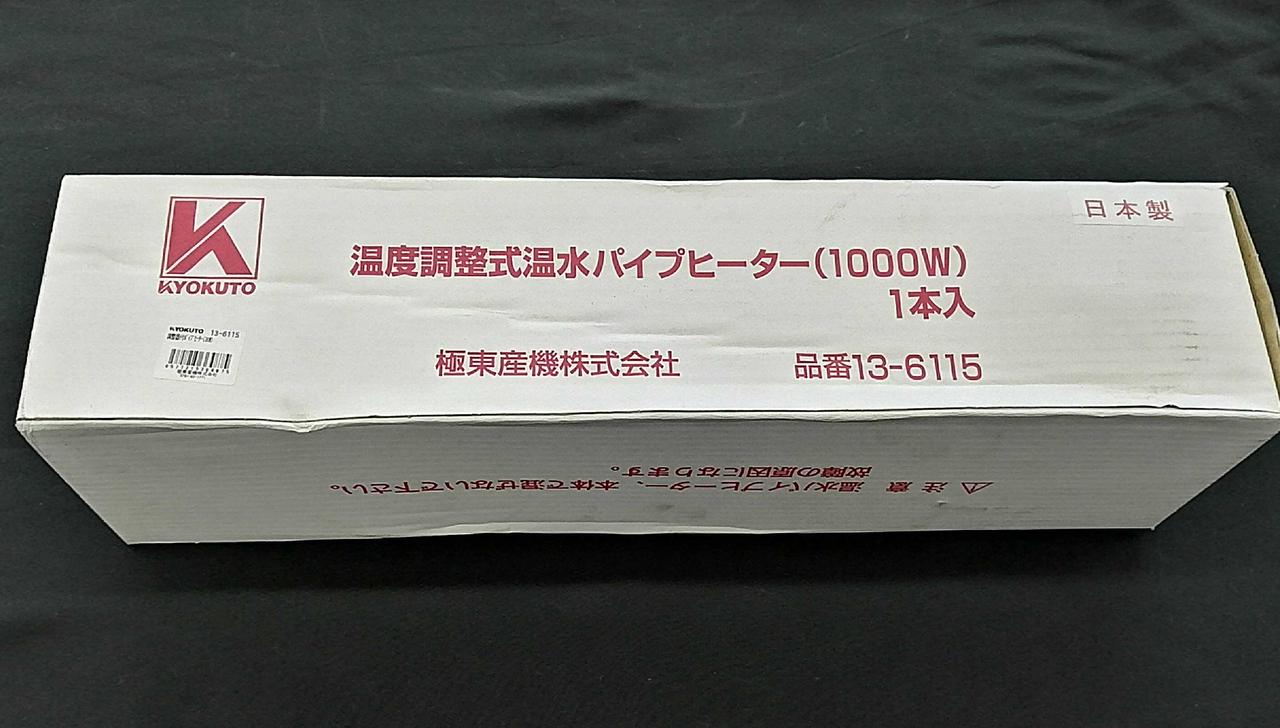 KYOKUTO
日本製
温度調整式温水パイプヒーター(1000W)
1本入
KYOKUTO 13-6115
極東産機株式会社 品番13-6115
⚠ 注意 温水パイプヒーター、本体で混ぜないで下さい。
故障の原因になります。